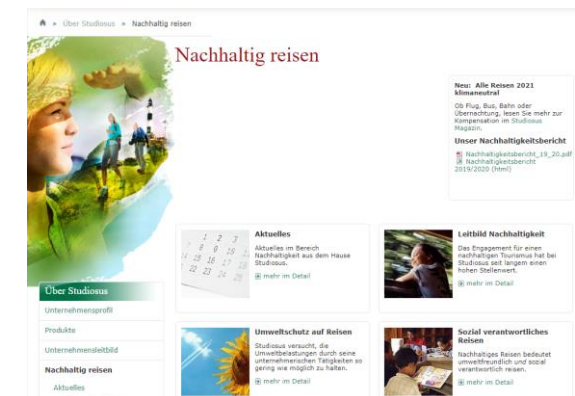 » Über Studiosus » Nachhaltig reisen
Nachhaltig reisen
Neu: Alle Reisen 2021
klimaneutral
Ob Flug, Bus, Bahn oder
Übernachtung, lesen Sie mehr zur
Kompensation im Studiosus
Magazin.
Unser Nachhaltigkeitsbericht
Nachhaltigkeitsbericht_19_20.pdf
Nachhaltigkeitsbericht
2019/2020 (html)
Aktuelles
Aktuelles im Bereich
Nachhaltigkeit aus dem Hause
Studiosus.
mehr im Detail
Leitbild Nachhaltigkeit
Das Engagement für einen
nachhaltigen Tourismus hat bei
Studiosus seit langem einen
hohen Stellenwert.
mehr im Detail
Über Studiosus
Unternehmensprofil
Produkte
Unternehmensleitbild
Nachhaltig reisen
Aktuelles
Umweltschutz auf Reisen
Studiosus versucht, die
Umweltbelastungen durch seine
unternehmerischen Tätigkeiten so
gering wie möglich zu halten.
mehr im Detail
Sozial verantwortliches
Reisen
Nachhaltiges Reisen bedeutet
umweltfreundlich und sozial
verantwortlich reisen.
mehr im Detail